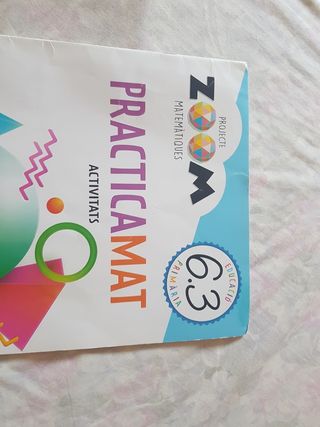 PROJECTE
ZOOM
MATEMÀTIQUES
PRACTICAMAT
ACTIVITATS
EDUCACIÓ
6.3
PRIMÀRIA